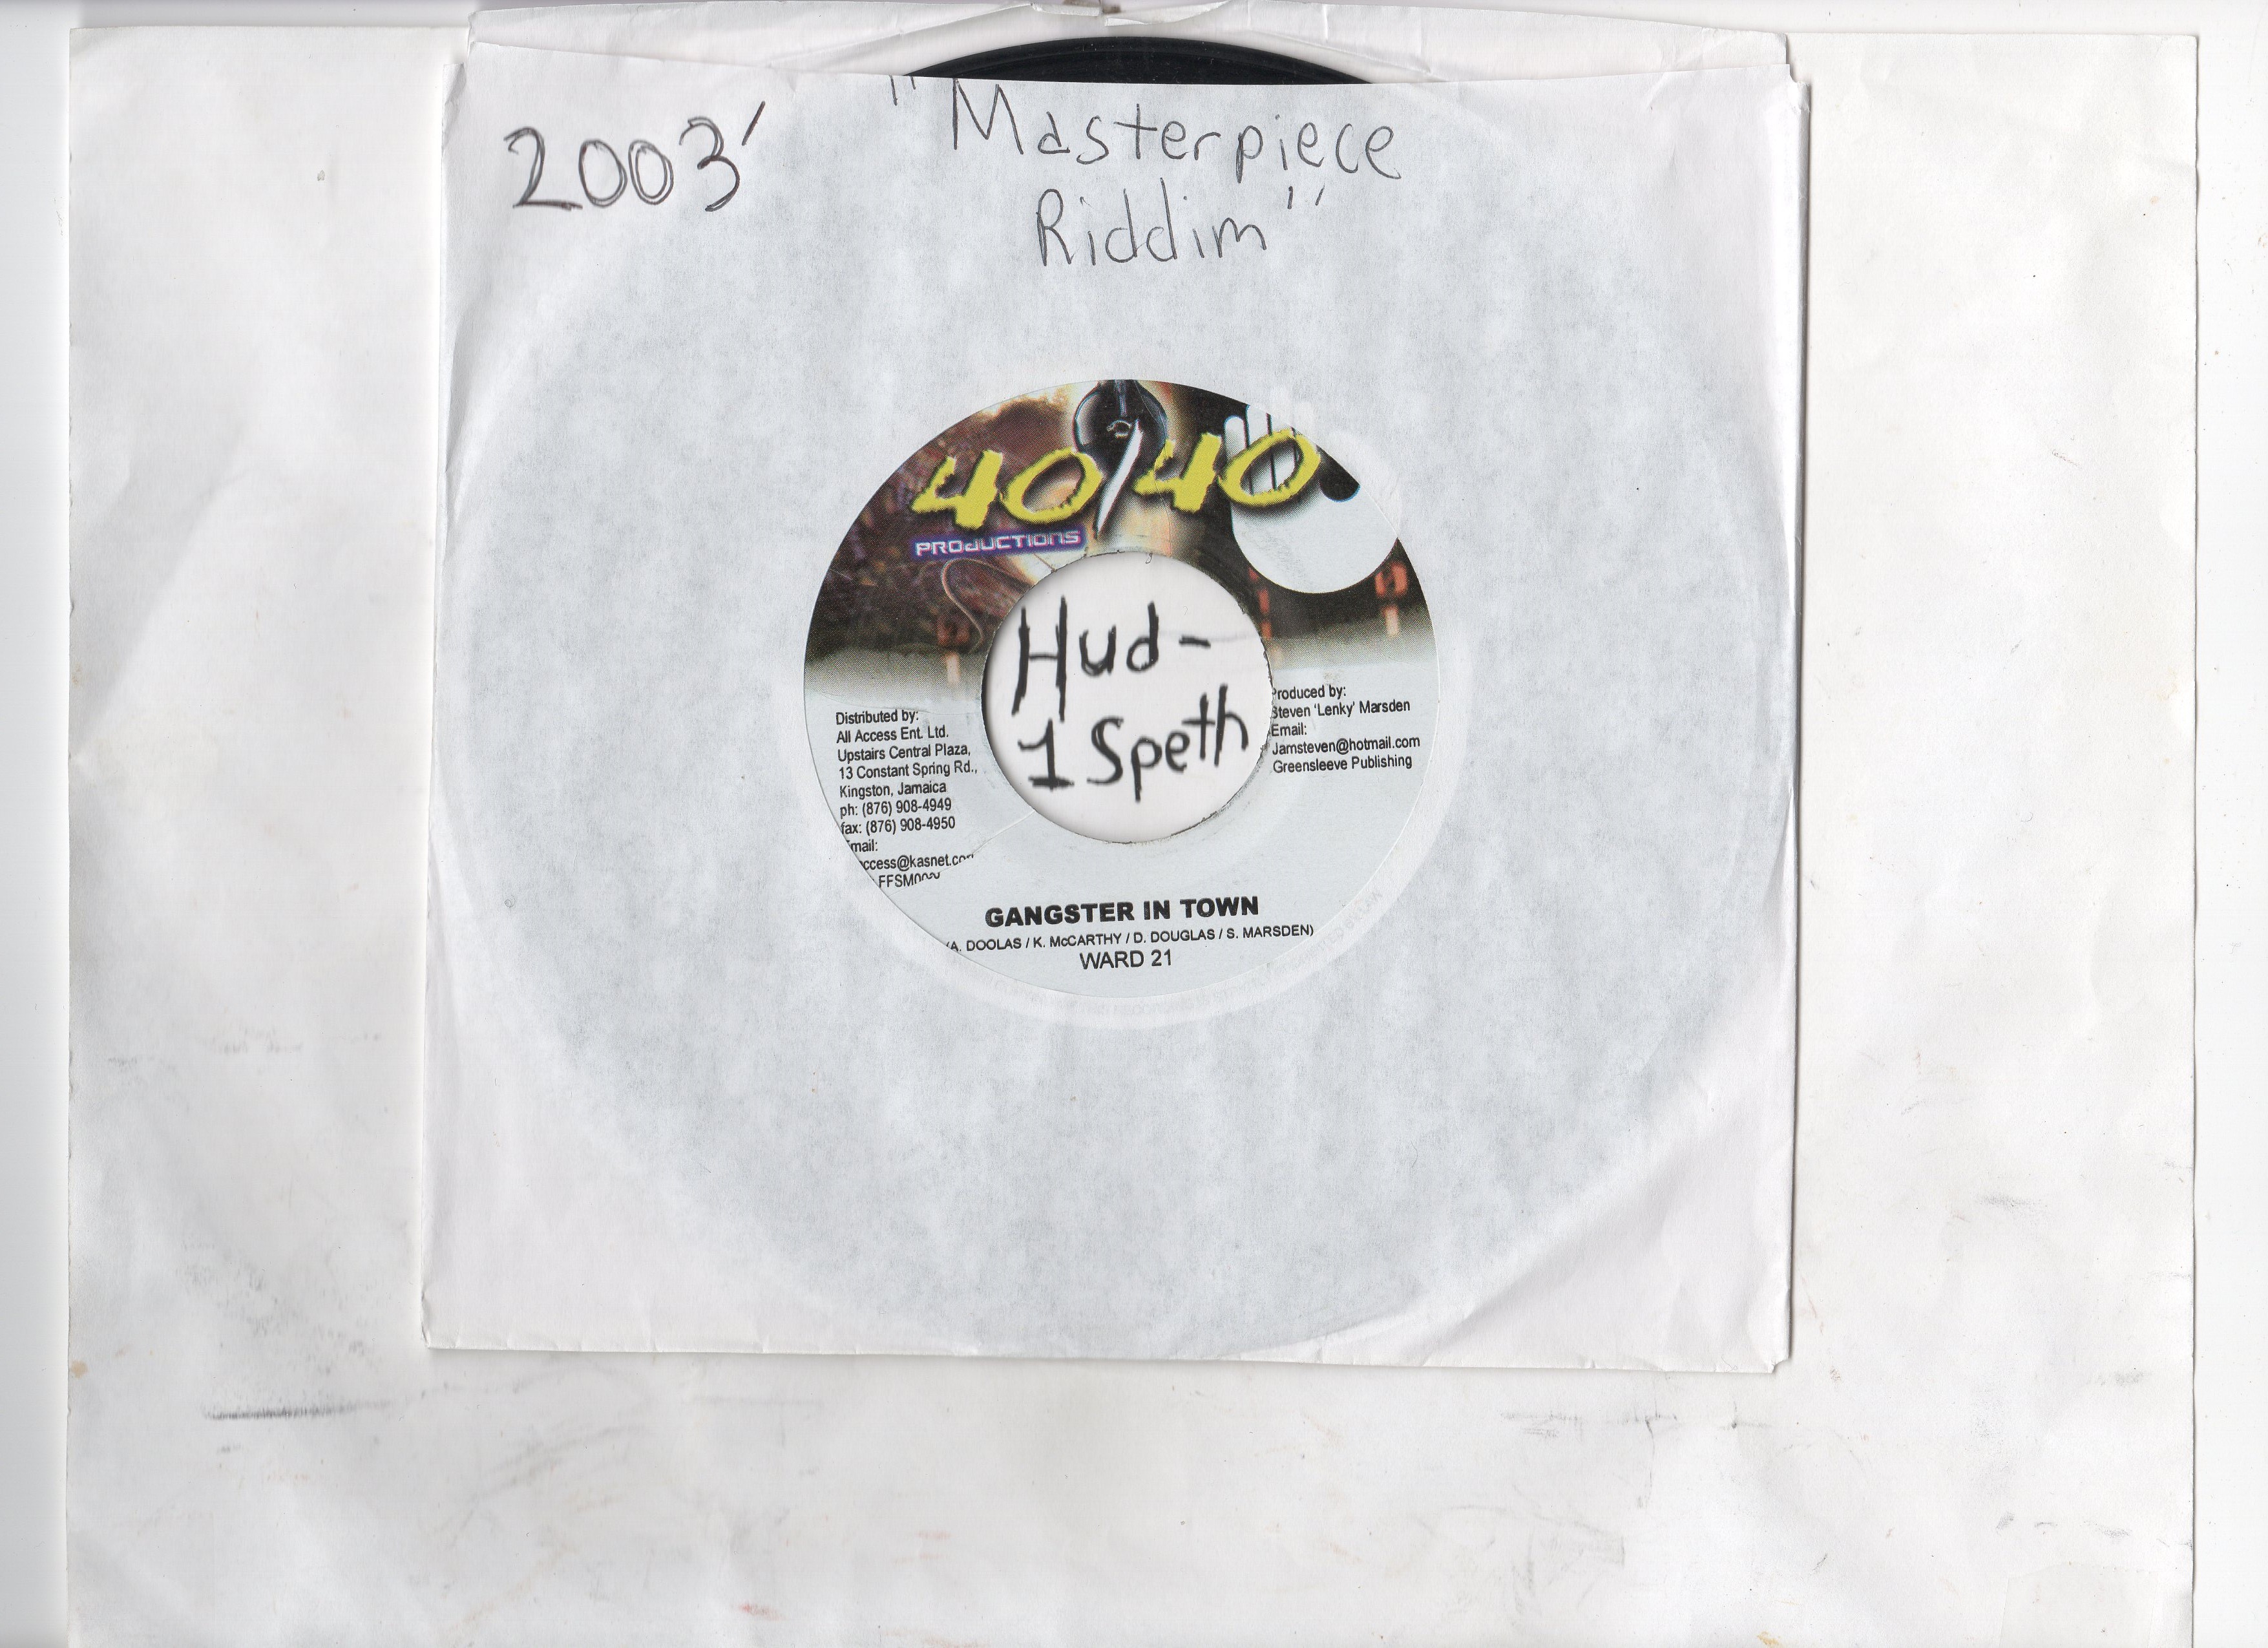 2003'
"Masterpiece
Riddim"
40/40
PRODUCTIONS
Hud-
1 Speth
Distributed by:
All Access Ent. Ltd.
Upstairs Central Plaza,
13 Constant Spring Rd.,
Kingston, Jamaica
ph: (876) 908-4949
fax: (876) 908-4950
Produced by:
Steven 'Lenky' Marsden
Email:
Jamsteven@hotmail.com
Greensleeve Publishing
GANGSTER IN TOWN
(A. DOOLAS / K. McCARTHY / D. DOUGLAS / S. MARSDEN)
WARD 21